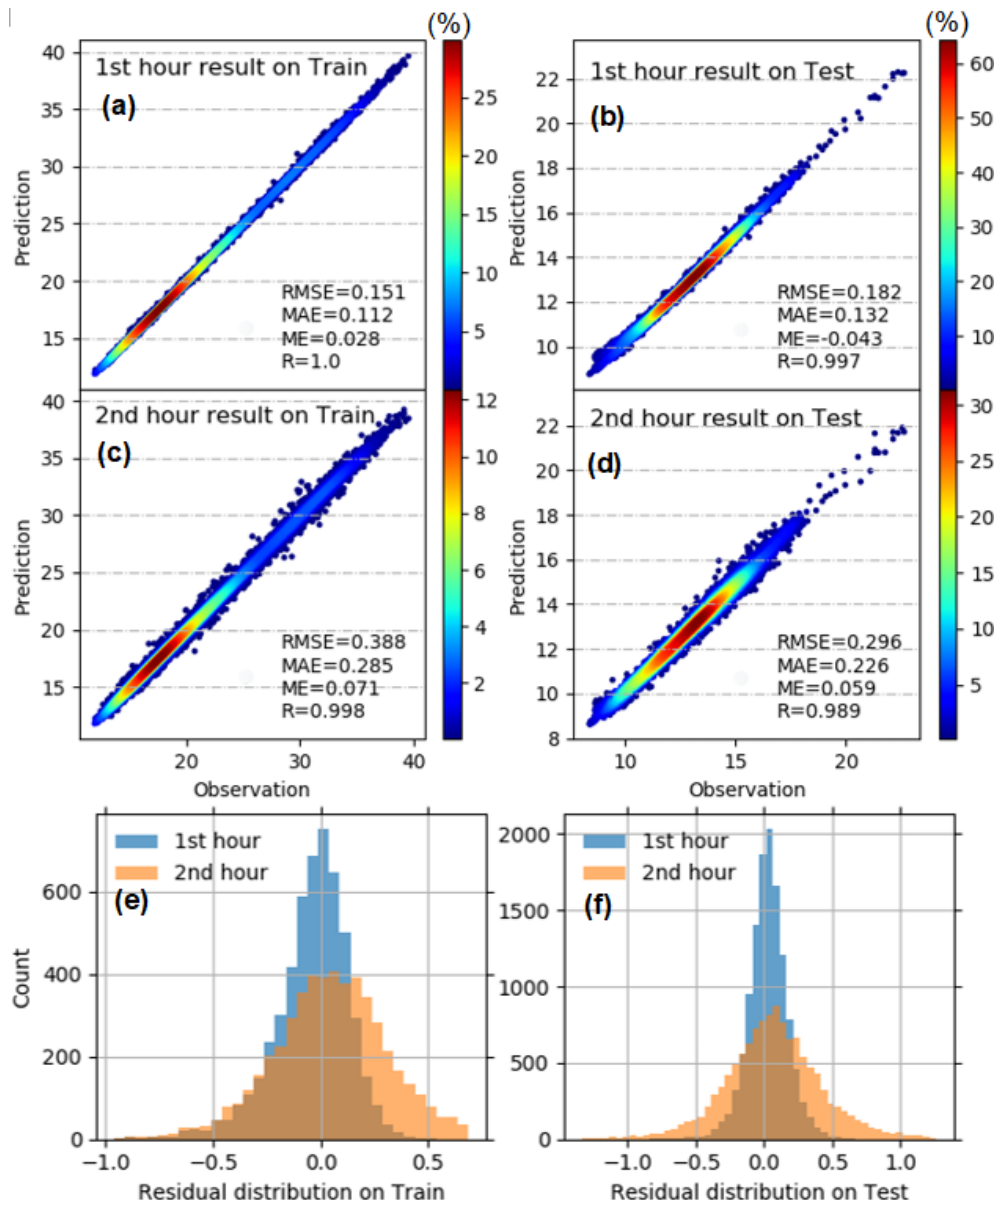 (%)
(%)
40
35
30
25
20
15
Prediction
1st hour result on Train
(a)
RMSE=0.151
MAE=0.112
ME=0.028
R=1.0
25
20
15
10
5
22
20
18
16
14
12
10
Prediction
1st hour result on Test
(b)
RMSE=0.182
MAE=0.132
ME=-0.043
R=0.997
60
50
40
30
20
10
40
35
30
25
20
15
Prediction
2nd hour result on Train
(c)
RMSE=0.388
MAE=0.285
ME=0.071
R=0.998
20
30
40
Observation
12
10
8
6
4
2
22
20
18
16
14
12
10
8
Prediction
2nd hour result on Test
(d)
RMSE=0.296
MAE=0.226
ME=0.059
R=0.989
10
15
20
Observation
30
25
20
15
10
5
1st hour
2nd hour
(e)
600
400
200
0
Count
−1.0
−0.5
0.0
0.5
Residual distribution on Train
1st hour
2nd hour
(f)
2000
1500
1000
500
0
−1.0
−0.5
0.0
0.5
1.0
Residual distribution on Test